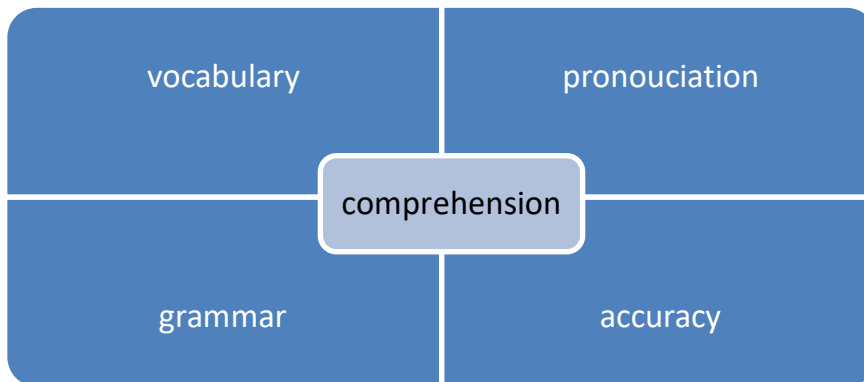 vocabulary
pronouciation
comprehension
grammar
accuracy